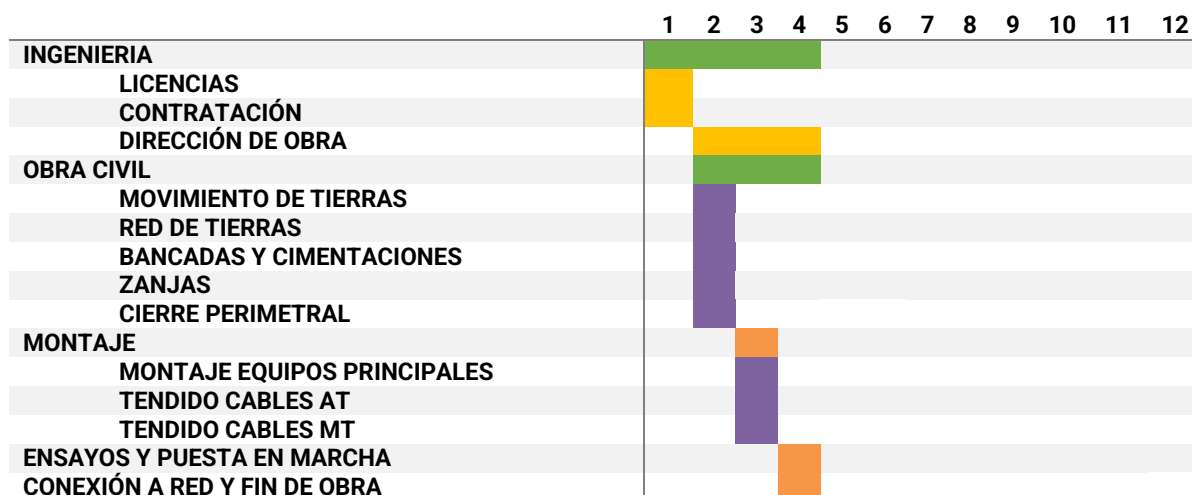 1 2 3 4 5 6 7 8 9 10 11 12
INGENIERIA
LICENCIAS
CONTRATACIÓN
DIRECCIÓN DE OBRA
OBRA CIVIL
MOVIMIENTO DE TIERRAS
RED DE TIERRAS
BANCADAS Y CIMENTACIONES
ZANJAS
CIERRE PERIMETRAL
MONTAJE
MONTAJE EQUIPOS PRINCIPALES
TENDIDO CABLES AT
TENDIDO CABLES MT
ENSAYOS Y PUESTA EN MARCHA
CONEXIÓN A RED Y FIN DE OBRA